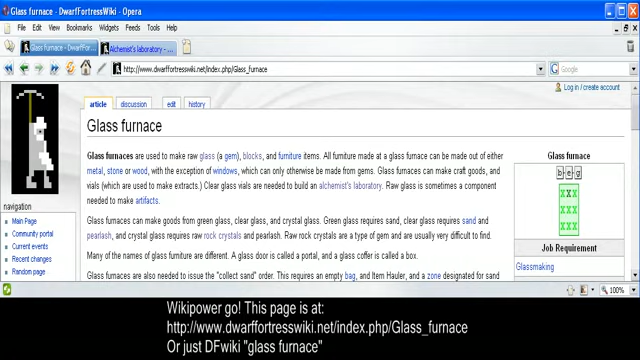 Glass furnace - DwarfFortressWiki - Opera
File Edit View Bookmarks Widgets Feeds Tools Help
Glass furnace - DwarfFor... Alchemist's laboratory - ...
http://www.dwarffortresswiki.net/index.php/Glass_furnace
Google
Log in / create account
article discussion edit history
Glass furnace
Glass furnaces are used to make raw glass (a gem), blocks, and furniture items. All furniture made at a glass furnace can be made out of either
metal, stone or wood, with the exception of windows, which can only otherwise be made from gems. Glass furnaces can make craft goods, and
vials (which are used to make extracts.) Clear glass vials are needed to build an alchemist's laboratory. Raw glass is sometimes a component
needed to make artifacts.
Glass furnaces can make goods from green glass, clear glass, and crystal glass. Green glass requires sand, clear glass requires sand and
pearlash, and crystal glass requires raw rock crystals and pearlash. Raw rock crystals are a type of gem and are usually very difficult to find.
Many of the names of glass furniture are different. A glass door is called a portal, and a glass coffer is called a box.
Glass furnaces are also needed to issue the "collect sand" order. This requires an empty bag, and Item Hauler, and a zone designated for sand
navigation
Main Page
Community portal
Current events
Recent changes
Random page
Glass furnace
b-e-g
XXX
XXX
XXX
Job Requirement
Glassmaking
100%
Wikipower go! This page is at:
http://www.dwarffortresswiki.net/index.php/Glass_furnace
Or just DFwiki "glass furnace"